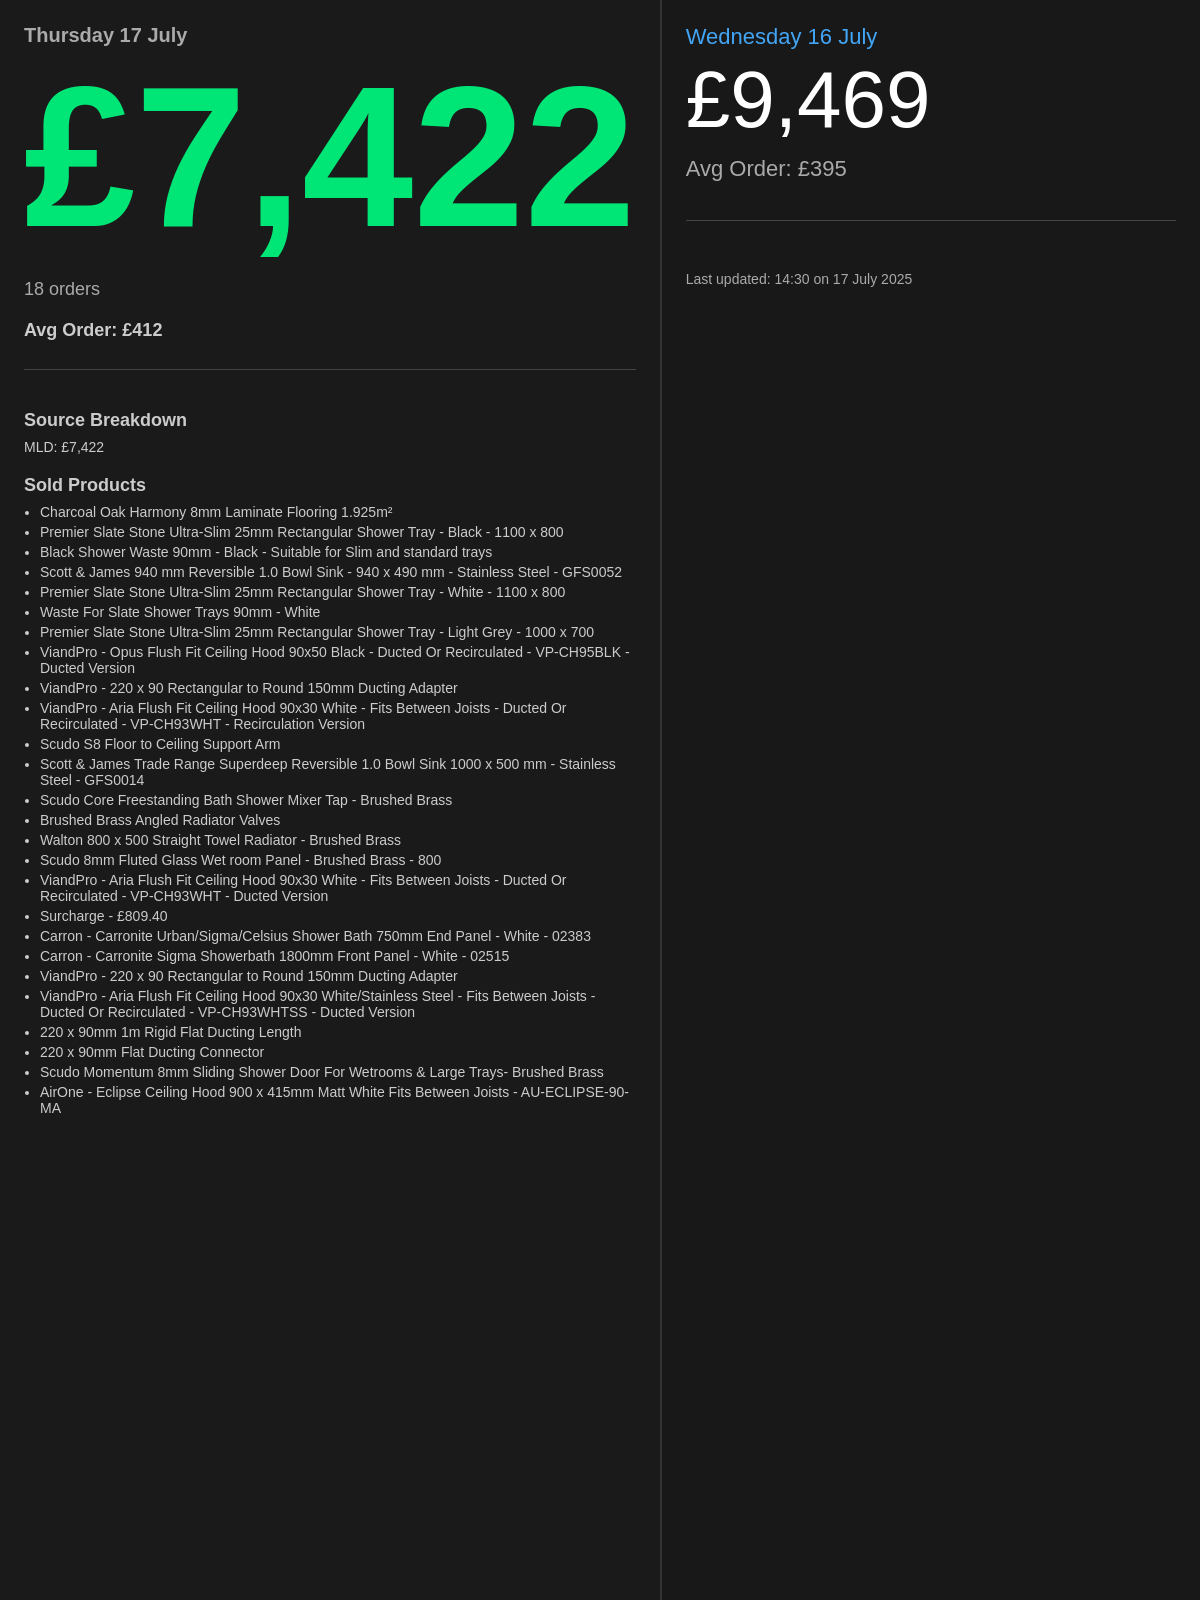 Thursday 17 July
£7,422
18 orders
Avg Order: £412
Source Breakdown
MLD: £7,422
Sold Products
• Charcoal Oak Harmony 8mm Laminate Flooring 1.925m²
• Premier Slate Stone Ultra-Slim 25mm Rectangular Shower Tray - Black - 1100 x 800
• Black Shower Waste 90mm - Black - Suitable for Slim and standard trays
• Scott & James 940 mm Reversible 1.0 Bowl Sink - 940 x 490 mm - Stainless Steel - GFS0052
• Premier Slate Stone Ultra-Slim 25mm Rectangular Shower Tray - White - 1100 x 800
• Waste For Slate Shower Trays 90mm - White
• Premier Slate Stone Ultra-Slim 25mm Rectangular Shower Tray - Light Grey - 1000 x 700
• ViandPro - Opus Flush Fit Ceiling Hood 90x50 Black - Ducted Or Recirculated - VP-CH95BLK -
Ducted Version
• ViandPro - 220 x 90 Rectangular to Round 150mm Ducting Adapter
• ViandPro - Aria Flush Fit Ceiling Hood 90x30 White - Fits Between Joists - Ducted Or
Recirculated - VP-CH93WHT - Recirculation Version
• Scudo S8 Floor to Ceiling Support Arm
• Scott & James Trade Range Superdeep Reversible 1.0 Bowl Sink 1000 x 500 mm - Stainless
Steel - GFS0014
• Scudo Core Freestanding Bath Shower Mixer Tap - Brushed Brass
• Brushed Brass Angled Radiator Valves
• Walton 800 x 500 Straight Towel Radiator - Brushed Brass
• Scudo 8mm Fluted Glass Wet room Panel - Brushed Brass - 800
• ViandPro - Aria Flush Fit Ceiling Hood 90x30 White - Fits Between Joists - Ducted Or
Recirculated - VP-CH93WHT - Ducted Version
• Surcharge - £809.40
• Carron - Carronite Urban/Sigma/Celsius Shower Bath 750mm End Panel - White - 02383
• Carron - Carronite Sigma Showerbath 1800mm Front Panel - White - 02515
• ViandPro - 220 x 90 Rectangular to Round 150mm Ducting Adapter
• ViandPro - Aria Flush Fit Ceiling Hood 90x30 White/Stainless Steel - Fits Between Joists -
Ducted Or Recirculated - VP-CH93WHTSS - Ducted Version
• 220 x 90mm 1m Rigid Flat Ducting Length
• 220 x 90mm Flat Ducting Connector
• Scudo Momentum 8mm Sliding Shower Door For Wetrooms & Large Trays- Brushed Brass
• AirOne - Eclipse Ceiling Hood 900 x 415mm Matt White Fits Between Joists - AU-ECLIPSE-90-
MA
Wednesday 16 July
£9,469
Avg Order: £395
Last updated: 14:30 on 17 July 2025